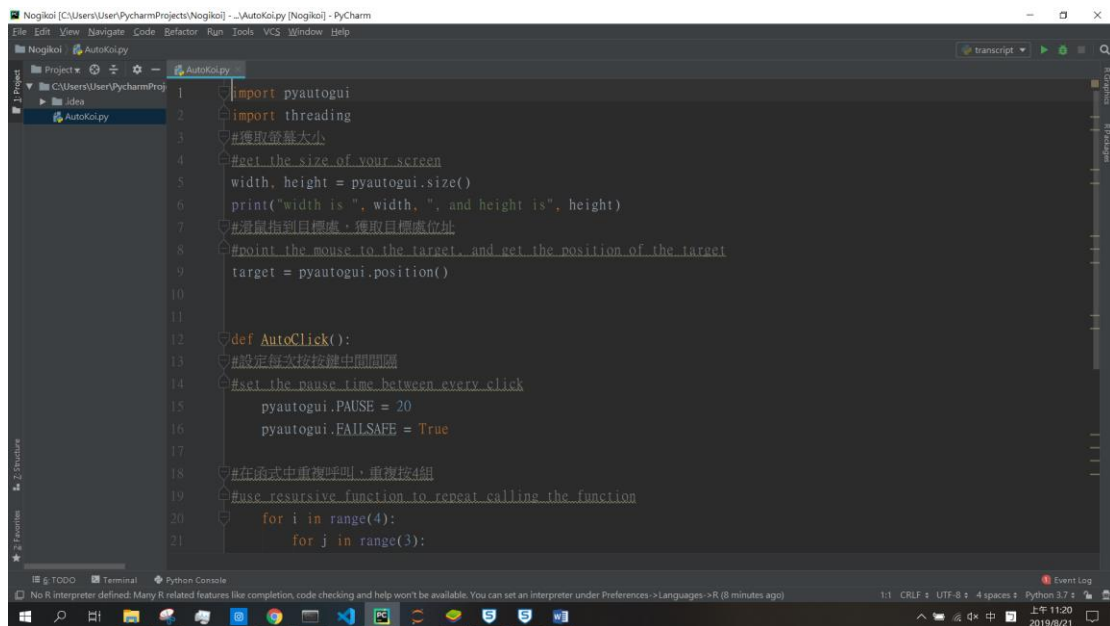 Nogikoi [C:\Users\User\PycharmProjects\Nogikoi] - ...\AutoKoi.py [Nogikoi] - PyCharm
File Edit View Navigate Code Refactor Run Tools VCS Window Help
Nogikoi AutoKoi.py transcript
Project AutoKoi.py
C:\Users\User\PycharmProj
.idea
AutoKoi.py
1: Project
R Graphics
R Packages
1 import pyautogui
2 import threading
3 #獲取螢幕大小
4 #get the size of your screen
5 width, height = pyautogui.size()
6 print("width is ", width, ", and height is", height)
7 #滑鼠指到目標處，獲取目標處位址
8 #point the mouse to the target, and get the position of the target
9 target = pyautogui.position()
10
11
12 def AutoClick():
13 #設定每次按按鍵中間間隔
14 #set the pause time between every click
15 pyautogui.PAUSE = 20
16 pyautogui.FAILSAFE = True
17
18 #在函式中重複呼叫，重複按4組
19 #use resursive function to repeat calling the function
20 for i in range(4):
21 for j in range(3):
Z: Structure
2: Favorites
6: TODO Terminal Python Console 1 Event Log
No R interpreter defined: Many R related features like completion, code checking and help won't be available. You can set an interpreter under Preferences->Languages->R (8 minutes ago) 1:1 CRLF UTF-8 4 spaces Python 3.7
中 上午 11:20
2019/8/21